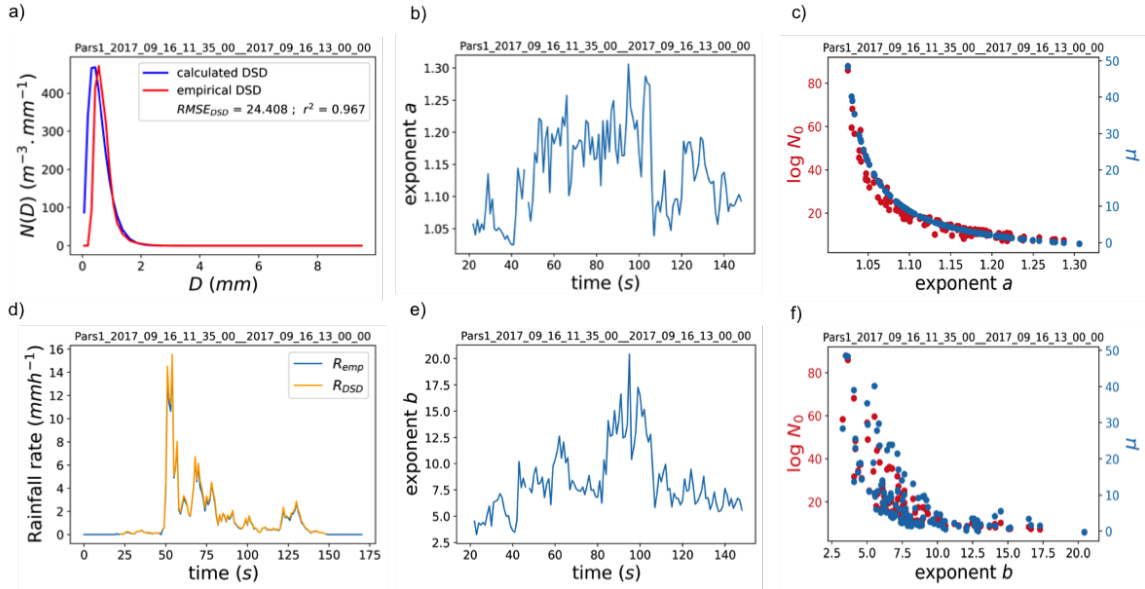 a)
Pars1_2017_09_16_11_35_00__2017_09_16_13_00_00
calculated DSD
empirical DSD
RMSE_DSD = 24.408 ; r² = 0.967
N(D) (m⁻³.mm⁻¹)
400
300
200
100
0
0 2 4 6 8
D (mm)
b)
Pars1_2017_09_16_11_35_00__2017_09_16_13_00_00
exponent a
1.30
1.25
1.20
1.15
1.10
1.05
20 40 60 80 100 120 140
time (s)
c)
Pars1_2017_09_16_11_35_00__2017_09_16_13_00_00
log N₀
80
60
40
20
50
40
30
20
10
0
μ
1.05 1.10 1.15 1.20 1.25 1.30
exponent a
d)
Pars1_2017_09_16_11_35_00__2017_09_16_13_00_00
R_emp
R_DSD
Rainfall rate (mmh⁻¹)
16
14
12
10
8
6
4
2
0
0 25 50 75 100 125 150 175
time (s)
e)
Pars1_2017_09_16_11_35_00__2017_09_16_13_00_00
exponent b
20.0
17.5
15.0
12.5
10.0
7.5
5.0
2.5
20 40 60 80 100 120 140
time (s)
f)
Pars1_2017_09_16_11_35_00__2017_09_16_13_00_00
log N₀
80
60
40
20
50
40
30
20
10
0
μ
2.5 5.0 7.5 10.0 12.5 15.0 17.5 20.0
exponent b